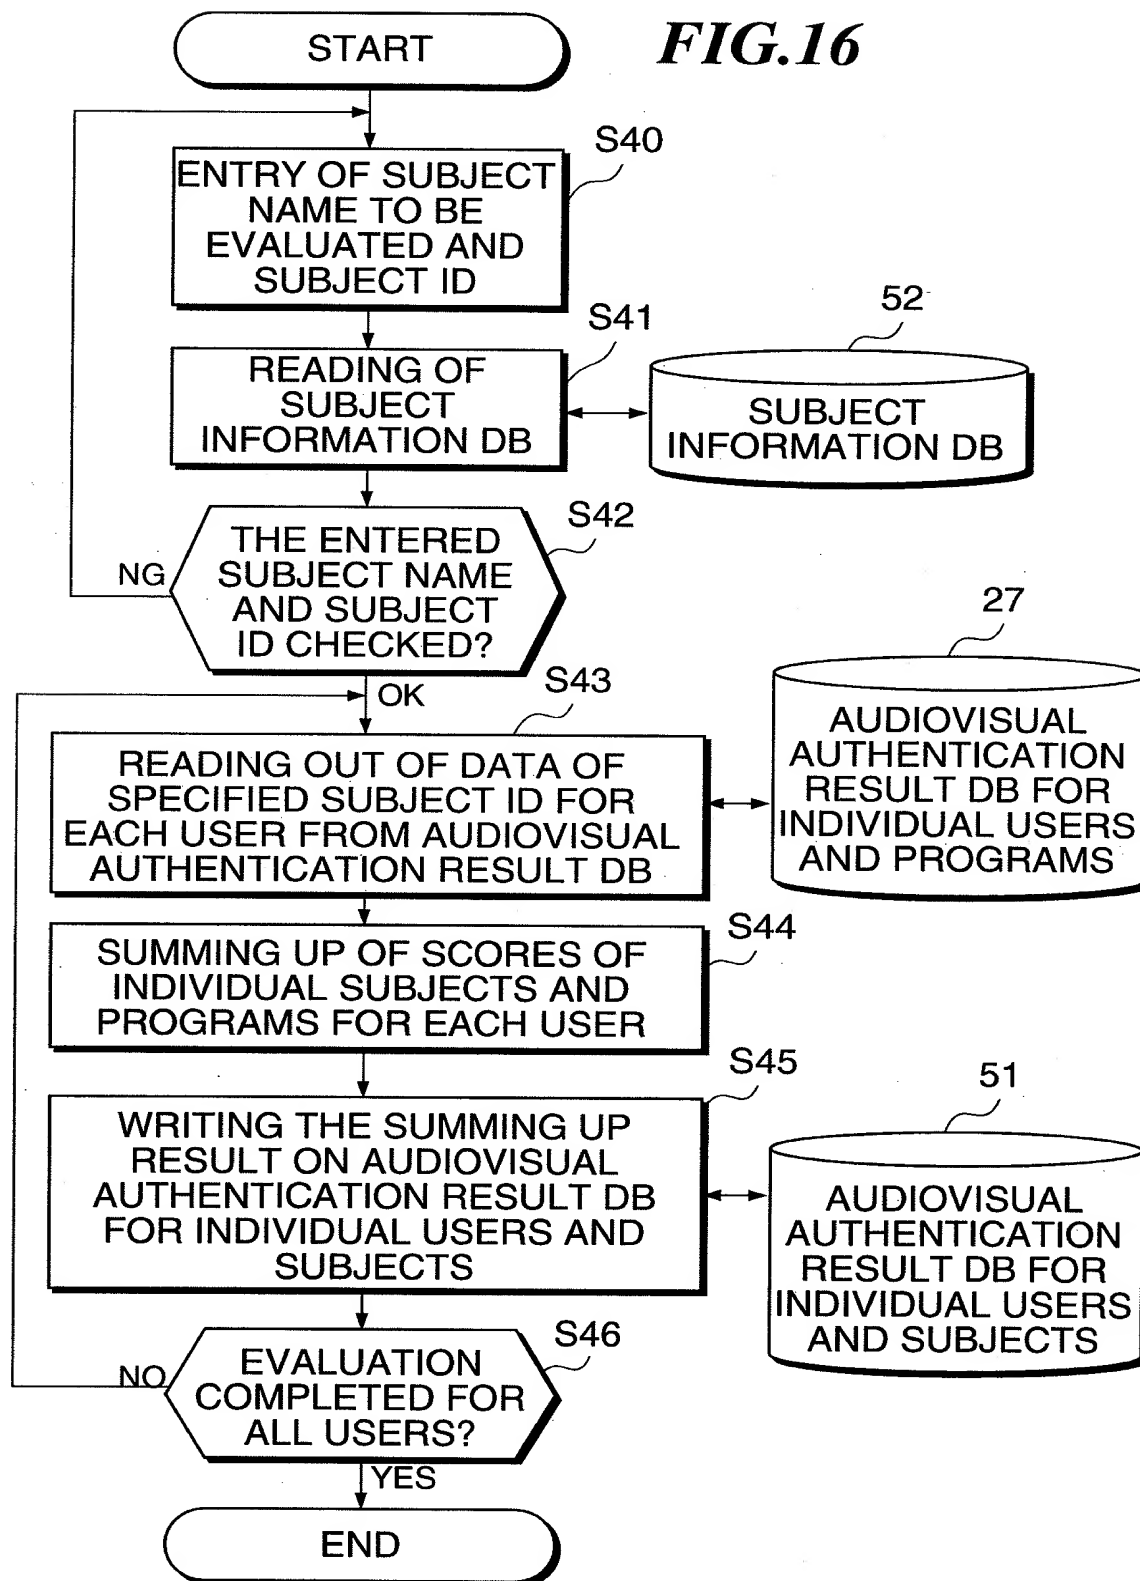 START
FIG.16
S40
ENTRY OF SUBJECT
NAME TO BE
EVALUATED AND
SUBJECT ID
S41
READING OF
SUBJECT
INFORMATION DB
52
SUBJECT
INFORMATION DB
S42
THE ENTERED
SUBJECT NAME
AND SUBJECT
ID CHECKED?
NG
OK
S43
READING OUT OF DATA OF
SPECIFIED SUBJECT ID FOR
EACH USER FROM AUDIOVISUAL
AUTHENTICATION RESULT DB
27
AUDIOVISUAL
AUTHENTICATION
RESULT DB FOR
INDIVIDUAL USERS
AND PROGRAMS
S44
SUMMING UP OF SCORES OF
INDIVIDUAL SUBJECTS AND
PROGRAMS FOR EACH USER
S45
WRITING THE SUMMING UP
RESULT ON AUDIOVISUAL
AUTHENTICATION RESULT DB
FOR INDIVIDUAL USERS AND
SUBJECTS
51
AUDIOVISUAL
AUTHENTICATION
RESULT DB FOR
INDIVIDUAL USERS
AND SUBJECTS
S46
EVALUATION
COMPLETED FOR
ALL USERS?
NO
YES
END